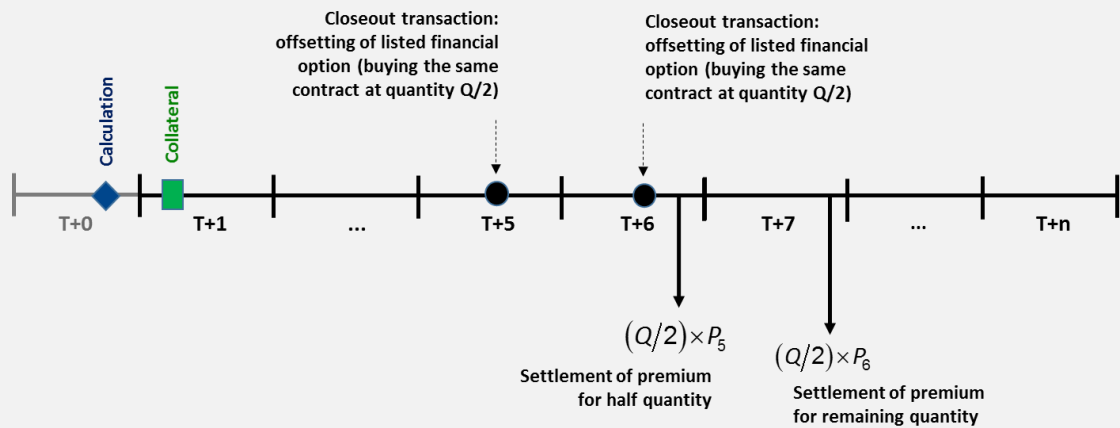 Closeout transaction:
offsetting of listed financial
option (buying the same
contract at quantity Q/2)
Closeout transaction:
offsetting of listed financial
option (buying the same
contract at quantity Q/2)
Calculation
Collateral
T+0
T+1
...
T+5
T+6
T+7
...
T+n
(Q/2)×P₅
Settlement of premium
for half quantity
(Q/2)×P₆
Settlement of premium
for remaining quantity